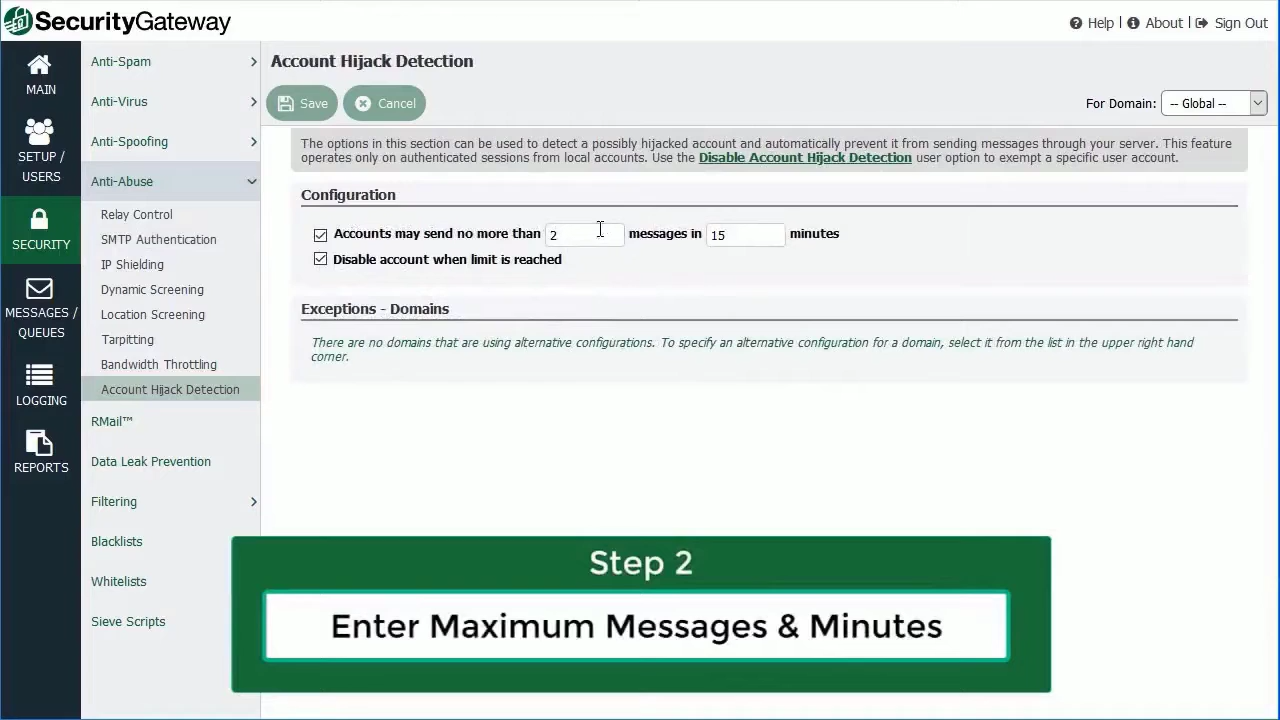 SecurityGateway
Help
About
Sign Out
MAIN
SETUP /
USERS
SECURITY
MESSAGES /
QUEUES
LOGGING
REPORTS
Anti-Spam
Anti-Virus
Anti-Spoofing
Anti-Abuse
Relay Control
SMTP Authentication
IP Shielding
Dynamic Screening
Location Screening
Tarpitting
Bandwidth Throttling
Account Hijack Detection
RMail™
Data Leak Prevention
Filtering
Blacklists
Whitelists
Sieve Scripts
Account Hijack Detection
Save
Cancel
For Domain: -- Global --
The options in this section can be used to detect a possibly hijacked account and automatically prevent it from sending messages through your server. This feature
operates only on authenticated sessions from local accounts. Use the Disable Account Hijack Detection user option to exempt a specific user account.
Configuration
Accounts may send no more than 2 messages in 15 minutes
Disable account when limit is reached
Exceptions - Domains
There are no domains that are using alternative configurations. To specify an alternative configuration for a domain, select it from the list in the upper right hand
corner.
Step 2
Enter Maximum Messages & Minutes